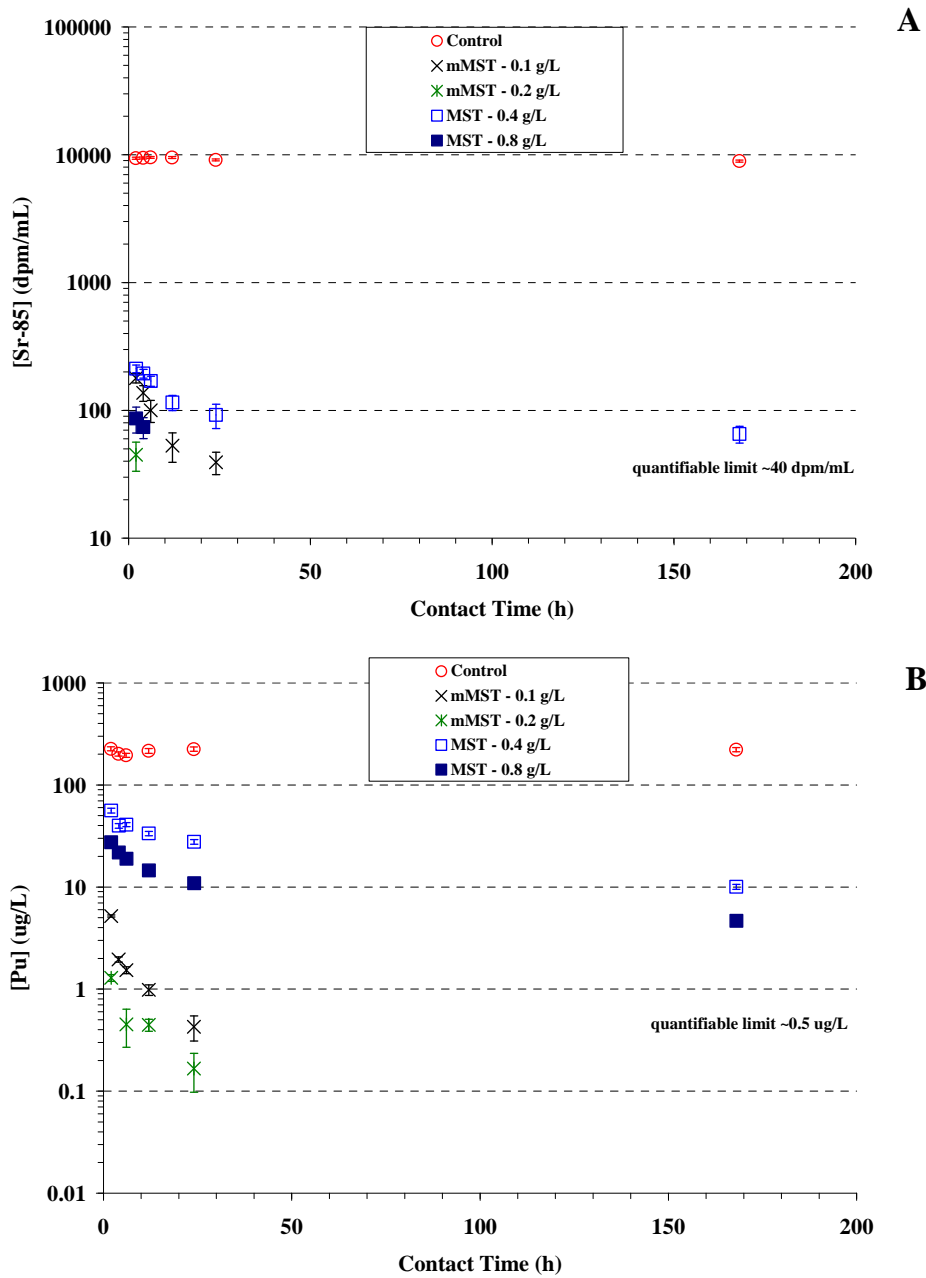 A
100000
10000
1000
100
10
[Sr-85] (dpm/mL)
Control
mMST - 0.1 g/L
mMST - 0.2 g/L
MST - 0.4 g/L
MST - 0.8 g/L
quantifiable limit ~40 dpm/mL
0
50
100
150
200
Contact Time (h)
B
1000
100
10
1
0.1
0.01
[Pu] (ug/L)
Control
mMST - 0.1 g/L
mMST - 0.2 g/L
MST - 0.4 g/L
MST - 0.8 g/L
quantifiable limit ~0.5 ug/L
0
50
100
150
200
Contact Time (h)